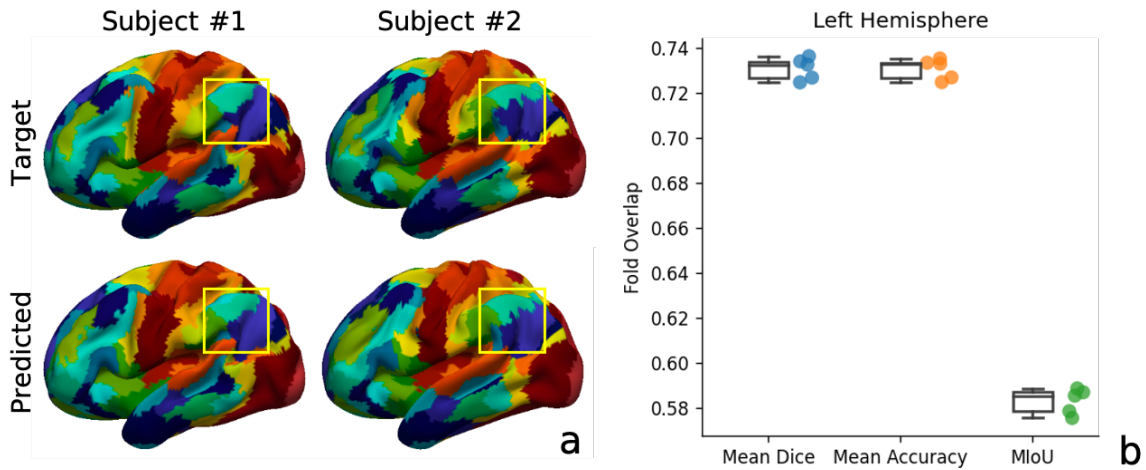 Subject #1 Subject #2
Target
Predicted
a
Left Hemisphere
Fold Overlap
0.74
0.72
0.70
0.68
0.66
0.64
0.62
0.60
0.58
Mean Dice Mean Accuracy MIoU
b